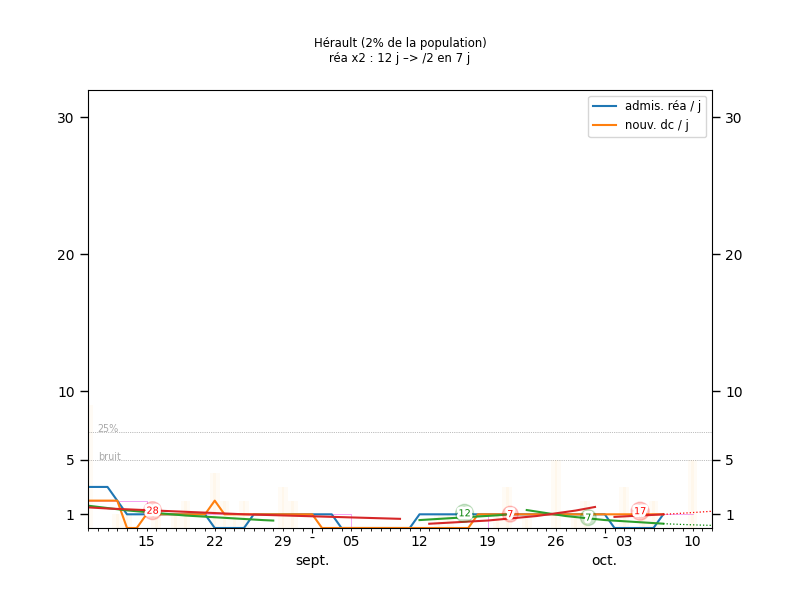 Hérault (2% de la population)
réa x2 : 12 j –> /2 en 7 j
admis. réa / j
nouv. dc / j
30 30
20 20
10 10
25%
bruit
5 5
28 12 7 7 17
1 1
15 22 29 - 05 12 19 26 - 03 10
sept. oct.